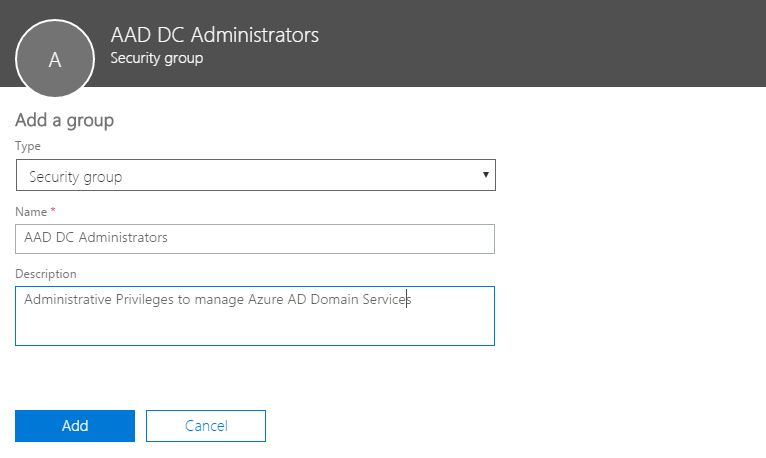 A
AAD DC Administrators
Security group
Add a group
Type
Security group
Name *
AAD DC Administrators
Description
Administrative Privileges to manage Azure AD Domain Services
Add
Cancel